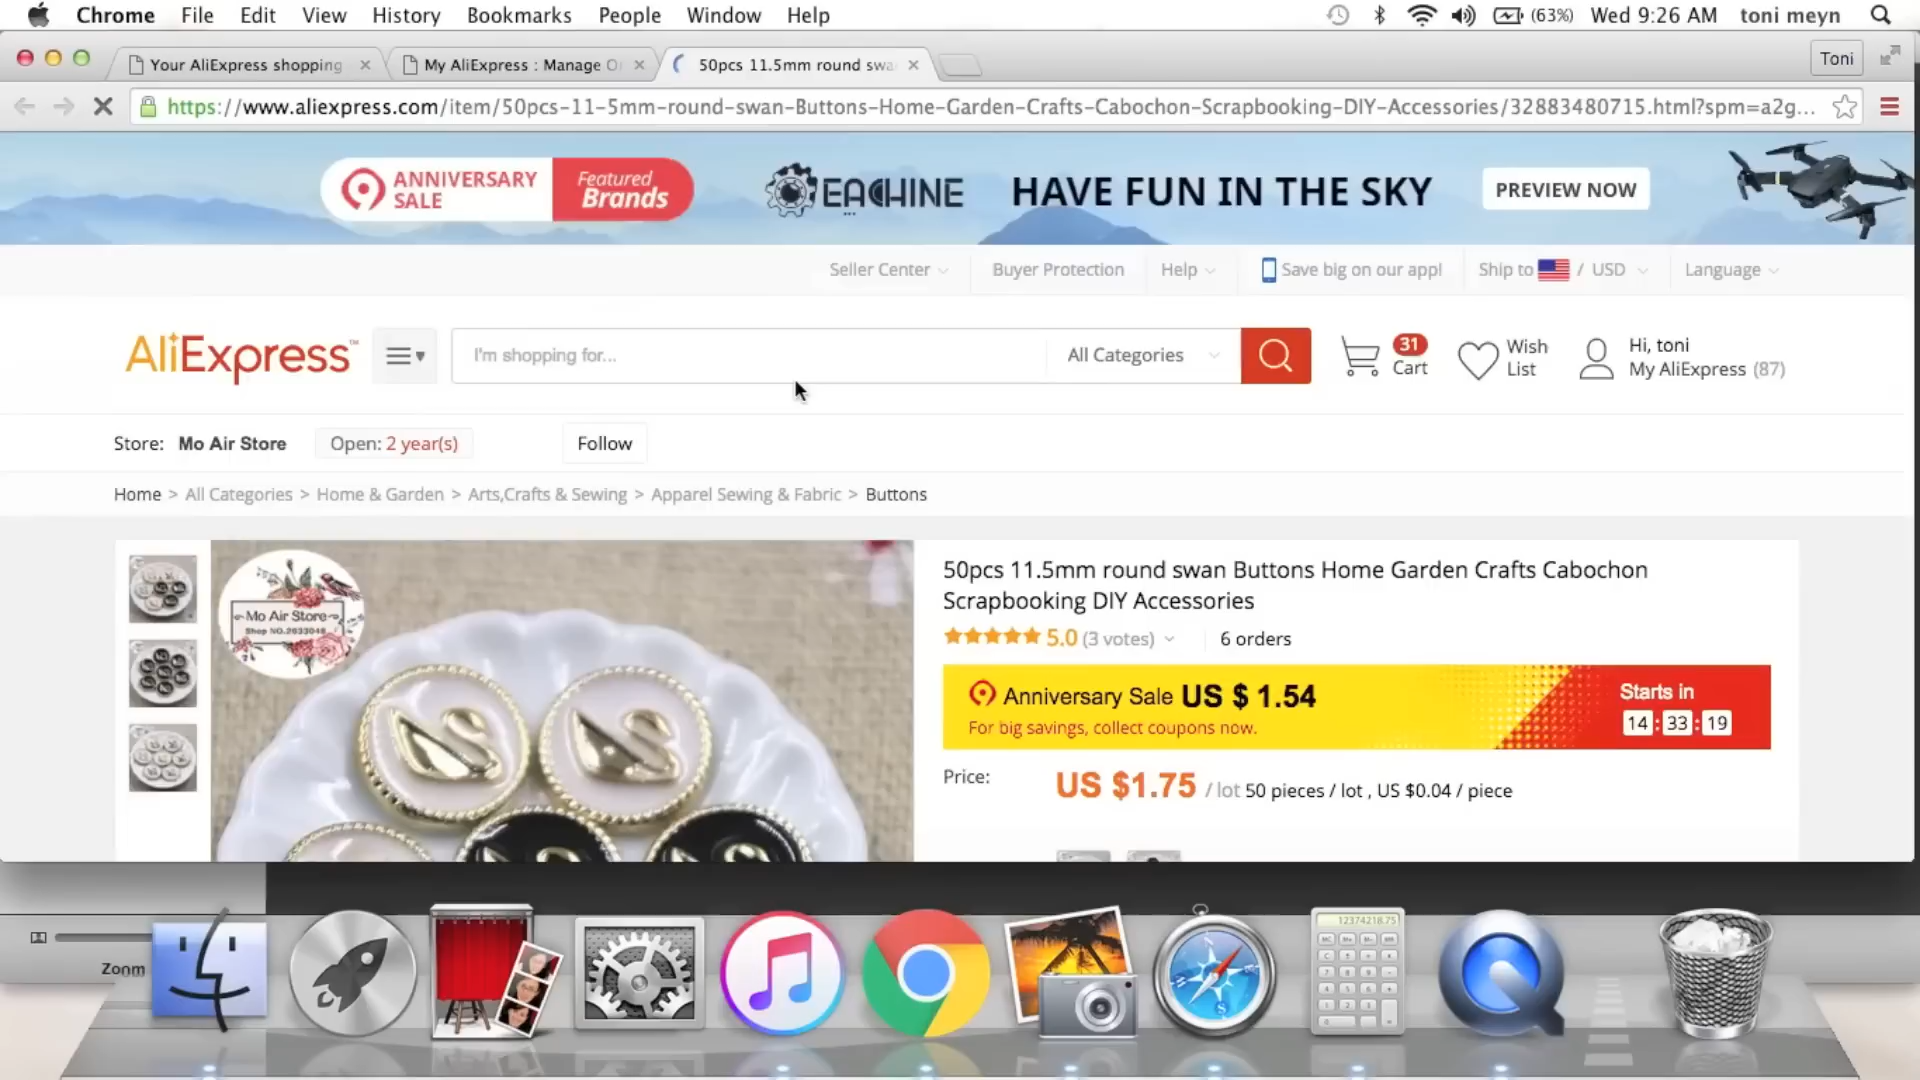 Chrome File Edit View History Bookmarks People Window Help (63%) Wed 9:26 AM toni meyn
Your AliExpress shopping My AliExpress : Manage O 50pcs 11.5mm round swa Toni
https://www.aliexpress.com/item/50pcs-11-5mm-round-swan-Buttons-Home-Garden-Crafts-Cabochon-Scrapbooking-DIY-Accessories/32883480715.html?spm=a2g...
ANNIVERSARY SALE Featured Brands EACHINE HAVE FUN IN THE SKY PREVIEW NOW
Seller Center Buyer Protection Help Save big on our app! Ship to / USD Language
AliExpress™ I'm shopping for... All Categories 31 Cart Wish List Hi, toni My AliExpress (87)
Store: Mo Air Store Open: 2 year(s) Follow
Home > All Categories > Home & Garden > Arts,Crafts & Sewing > Apparel Sewing & Fabric > Buttons
Mo Air Store
Shop NO.2633048
50pcs 11.5mm round swan Buttons Home Garden Crafts Cabochon
Scrapbooking DIY Accessories
5.0 (3 votes) 6 orders
Anniversary Sale US $ 1.54 Starts in
For big savings, collect coupons now. 14 : 33 : 19
Price: US $1.75 / lot 50 pieces / lot , US $0.04 / piece
12374218.75
Zoom